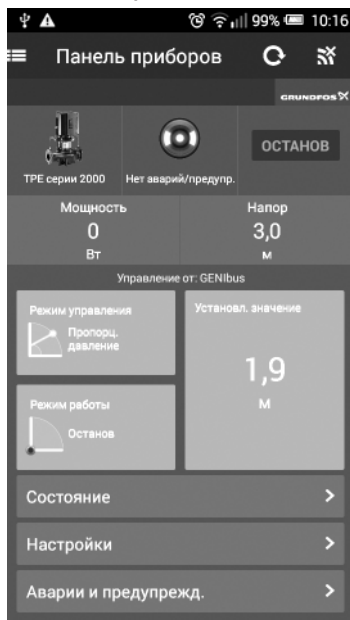 99% 10:16
Панель приборов
GRUNDFOS
ТРЕ серии 2000
Нет аварий/предупр.
ОСТАНОВ
Мощность
0
Вт
Напор
3,0
м
Управление от: GENIbus
Режим управления
Пропорц.
давление
Установл. значение
1,9
М
Режим работы
Останов
Состояние
Настройки
Аварии и предупрежд.